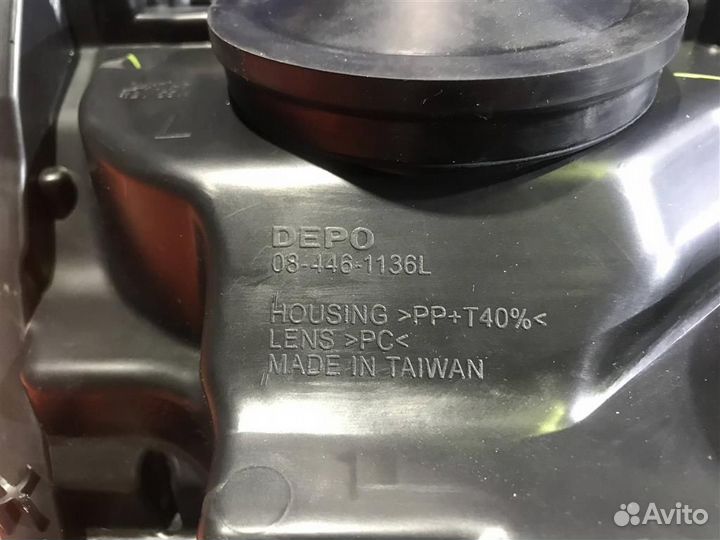 L
DEPO
08-446-1136L
HOUSING >PP+T40%<
LENS >PC<
MADE IN TAIWAN
Avito